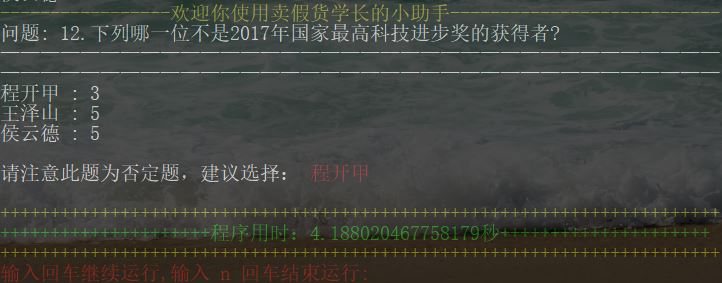 ----------------欢迎你使用卖假货学长的小助手---------------------------
问题: 12.下列哪一位不是2017年国家最高科技进步奖的获得者?
程开甲 : 3
王泽山 : 5
侯云德 : 5
请注意此题为否定题，建议选择： 程开甲
++++++++++++++++++++++++++++++++++++++++++++++++++++++++++++++++++++++++
+++++++++++++++++++++程序用时：4.188020467758179秒+++++++++++++++++++++
++++++++++++++++++++++++++++++++++++++++++++++++++++++++++++++++++++++++
输入回车继续运行,输入 n 回车结束运行: